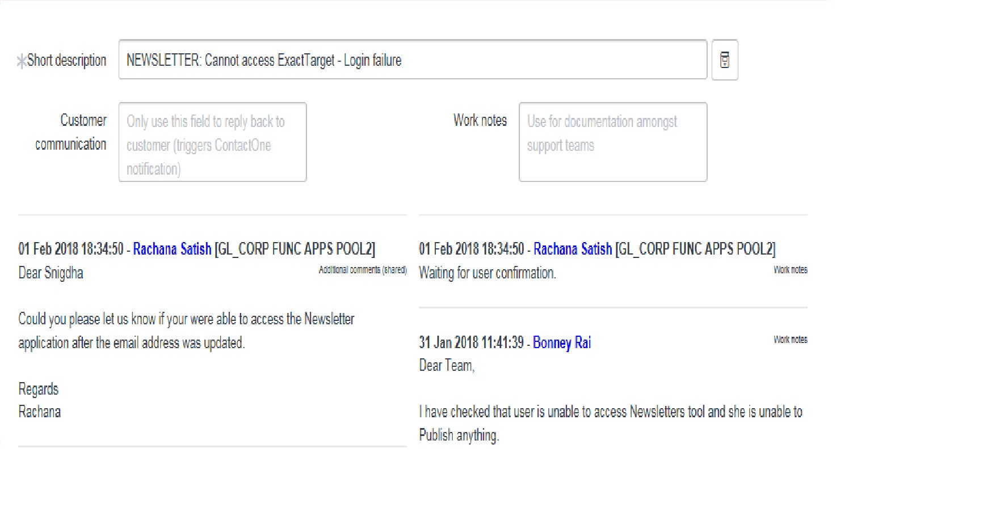 Short description
NEWSLETTER: Cannot access ExactTarget - Login failure
Customer
communication
Only use this field to reply back to
customer (triggers ContactOne
notification)
Work notes
Use for documentation amongst
support teams
01 Feb 2018 18:34:50 - Rachana Satish [GL_CORP FUNC APPS POOL2]
Dear Snigdha
Additional comments (shared)
Could you please let us know if your were able to access the Newsletter
application after the email address was updated.
Regards
Rachana
01 Feb 2018 18:34:50 - Rachana Satish [GL_CORP FUNC APPS POOL2]
Waiting for user confirmation.
Work notes
31 Jan 2018 11:41:39 - Bonney Rai
Work notes
Dear Team,
I have checked that user is unable to access Newsletters tool and she is unable to
Publish anything.